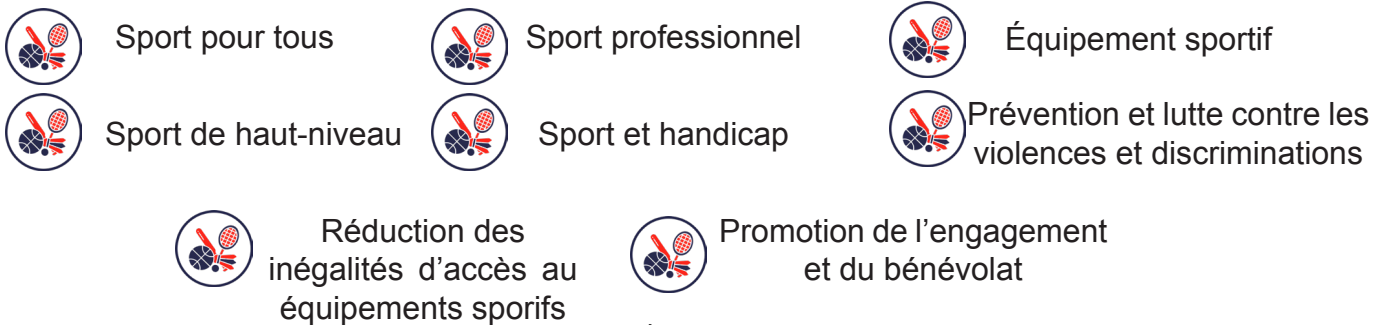 Sport pour tous
Sport professionnel
Équipement sportif
Sport de haut-niveau
Sport et handicap
Prévention et lutte contre les
violences et discriminations
Réduction des
inégalités d’accès au
équipements sporifs
Promotion de l’engagement
et du bénévolat